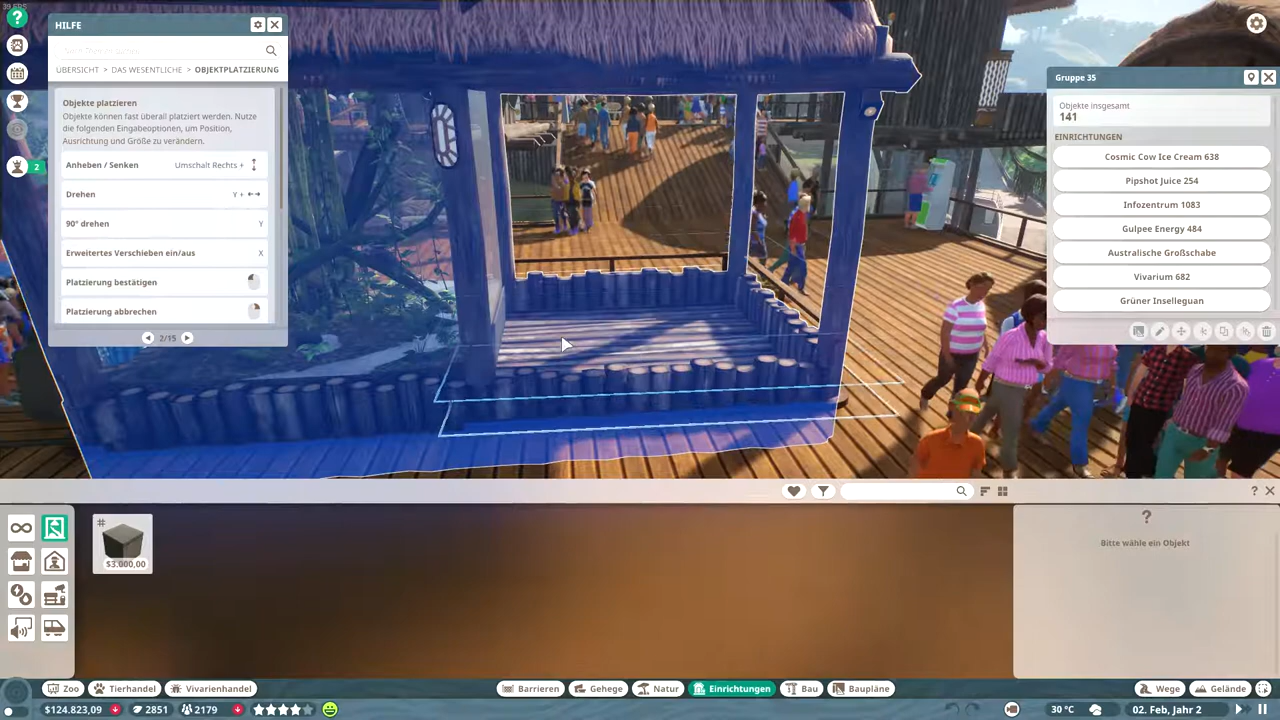 HILFE
ÜBERSICHT > DAS WESENTLICHE > OBJEKTPLATZIERUNG
Objekte platzieren
Objekte können fast überall platziert werden. Nutze
die folgenden Eingabeoptionen, um Position,
Ausrichtung und Größe zu verändern.
Anheben / Senken Umschalt Rechts +
Drehen Y +
90° drehen Y
Erweitertes Verschieben ein/aus X
Platzierung bestätigen
Platzierung abbrechen
2/15
2
Gruppe 35
Objekte insgesamt
141
EINRICHTUNGEN
Cosmic Cow Ice Cream 638
Pipshot Juice 254
Infozentrum 1083
Gulpee Energy 484
Australische Großschabe
Vivarium 682
Grüner Inselleguan
?
#
$3.000,00
?
Bitte wähle ein Objekt
Zoo Tierhandel Vivarienhandel Barrieren Gehege Natur Einrichtungen Bau Baupläne Wege Gelände
$124.823,09 2851 2179 30 °C 02. Feb, Jahr 2